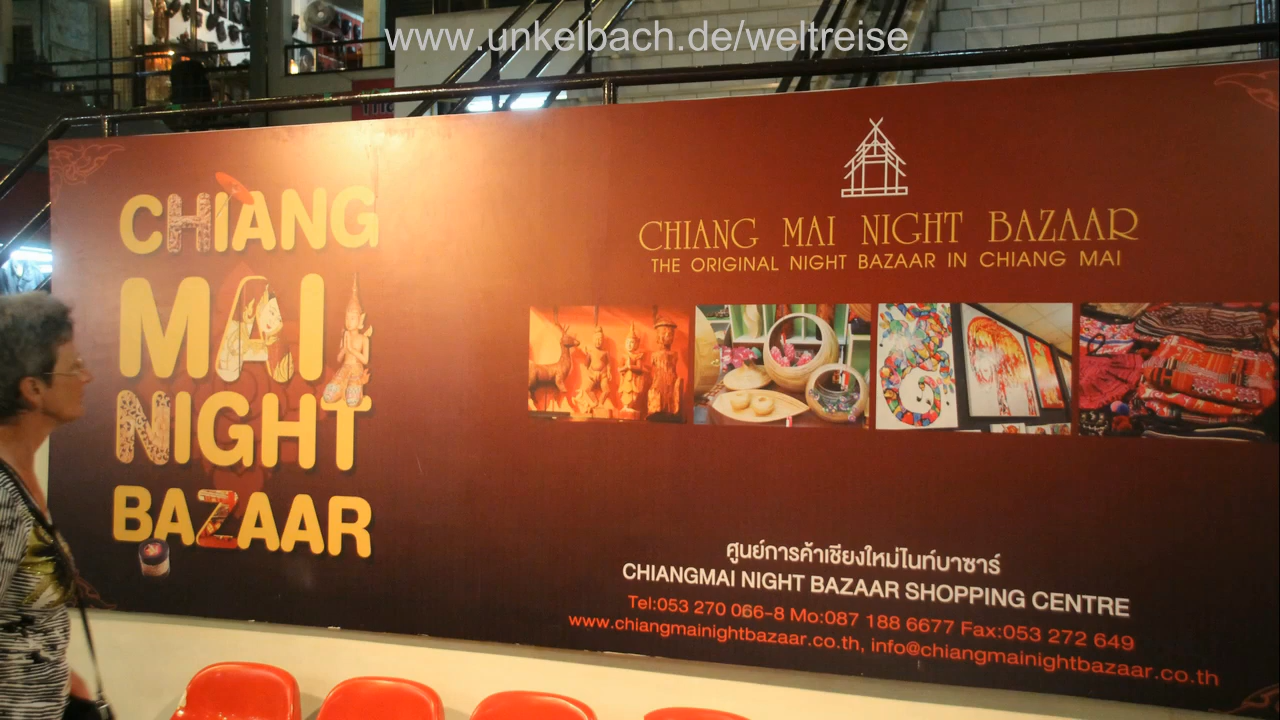 www.unkelbach.de/weltreise
CHIANG
MAI
NIGHT
BAZAAR
CHIANG MAI NIGHT BAZAAR
THE ORIGINAL NIGHT BAZAAR IN CHIANG MAI
ศูนย์การค้าเชียงใหม่ไนท์บาซาร์
CHIANGMAI NIGHT BAZAAR SHOPPING CENTRE
Tel:053 270 066-8 Mo:087 188 6677 Fax:053 272 649
www.chiangmainightbazaar.co.th, info@chiangmainightbazaar.co.th